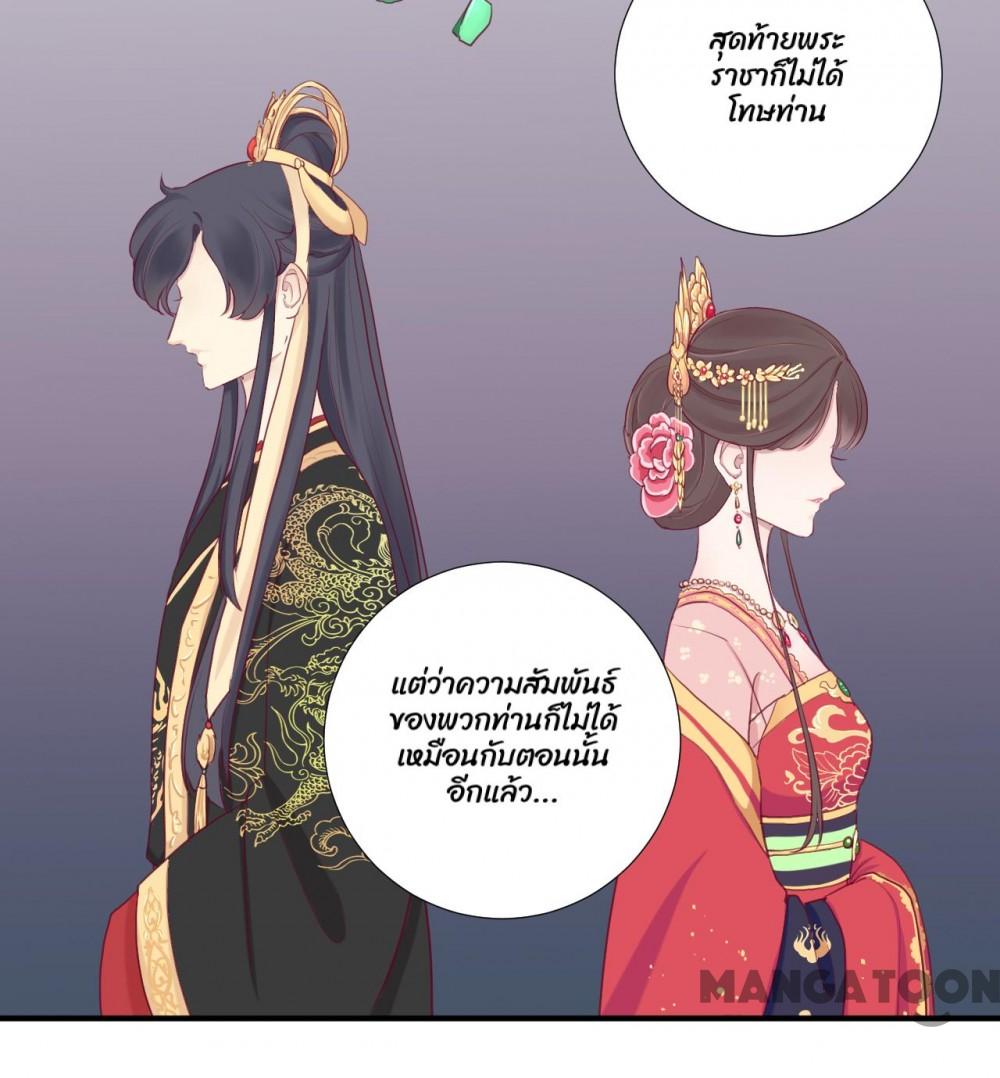 สุดท้ายพระ
ราชาก็ไม่ได้
โทษท่าน
แต่ว่าความสัมพันธ์
ของพวกท่านก็ไม่ได้
เหมือนกับตอนนั้น
อีกแล้ว...
MANGATOON